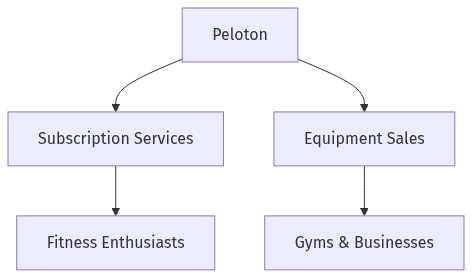 Peloton
Subscription Services
Equipment Sales
Fitness Enthusiasts
Gyms & Businesses